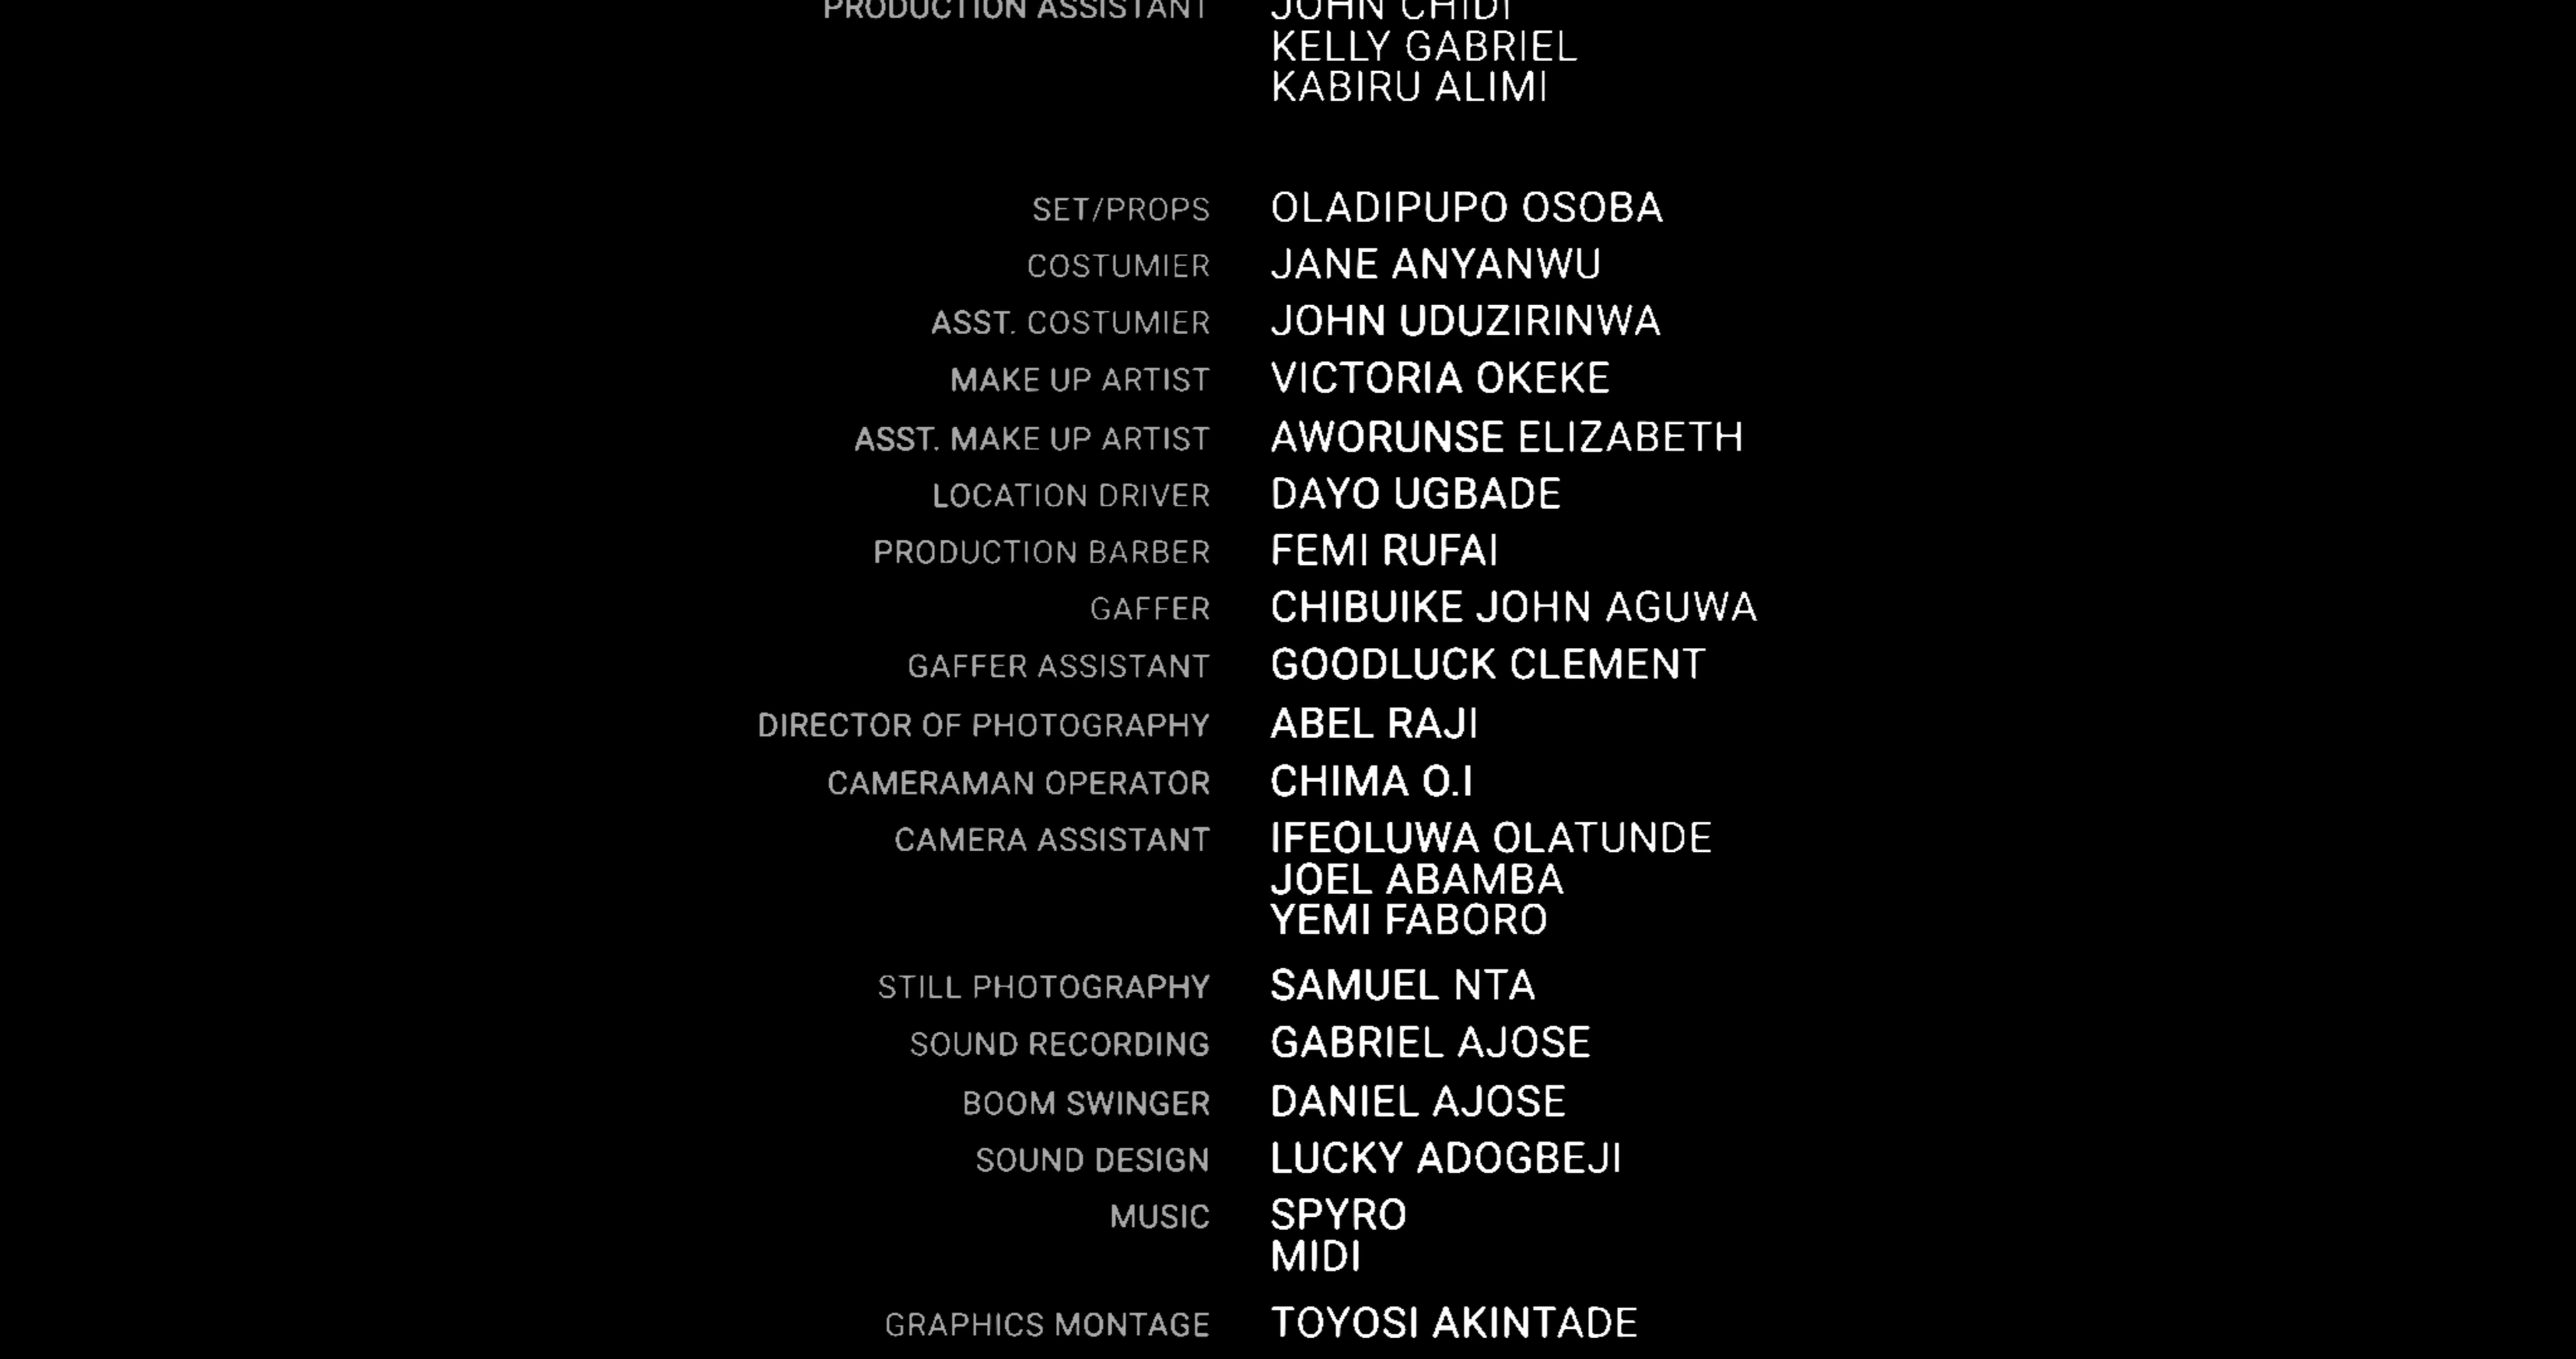 PRODUCTION ASSISTANT JOHN CHIDI
KELLY GABRIEL
KABIRU ALIMI
SET/PROPS OLADIPUPO OSOBA
COSTUMIER JANE ANYANWU
ASST. COSTUMIER JOHN UDUZIRINWA
MAKE UP ARTIST VICTORIA OKEKE
ASST. MAKE UP ARTIST AWORUNSE ELIZABETH
LOCATION DRIVER DAYO UGBADE
PRODUCTION BARBER FEMI RUFAI
GAFFER CHIBUIKE JOHN AGUWA
GAFFER ASSISTANT GOODLUCK CLEMENT
DIRECTOR OF PHOTOGRAPHY ABEL RAJI
CAMERAMAN OPERATOR CHIMA O.I
CAMERA ASSISTANT IFEOLUWA OLATUNDE
JOEL ABAMBA
YEMI FABORO
STILL PHOTOGRAPHY SAMUEL NTA
SOUND RECORDING GABRIEL AJOSE
BOOM SWINGER DANIEL AJOSE
SOUND DESIGN LUCKY ADOGBEJI
MUSIC SPYRO
MIDI
GRAPHICS MONTAGE TOYOSI AKINTADE